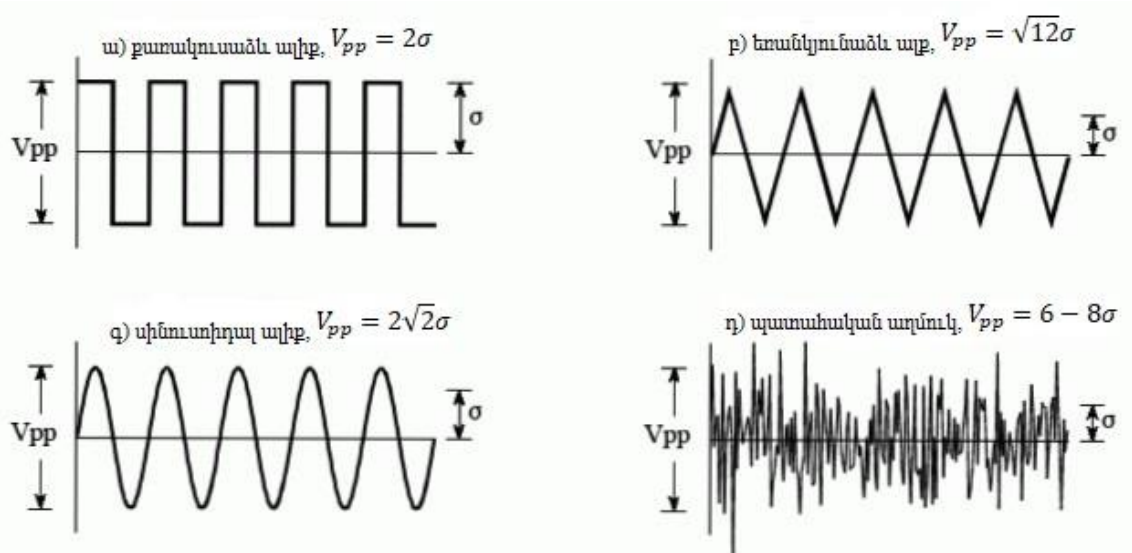 ա) քառակուսաձև ալիք, V_pp = 2σ
Vpp
σ
բ) եռանկյունաձև ալք, V_pp = √12σ
Vpp
σ
գ) սինուսոիդալ ալիք, V_pp = 2√2σ
Vpp
σ
դ) պատահական աղմուկ, V_pp = 6 − 8σ
Vpp
σ